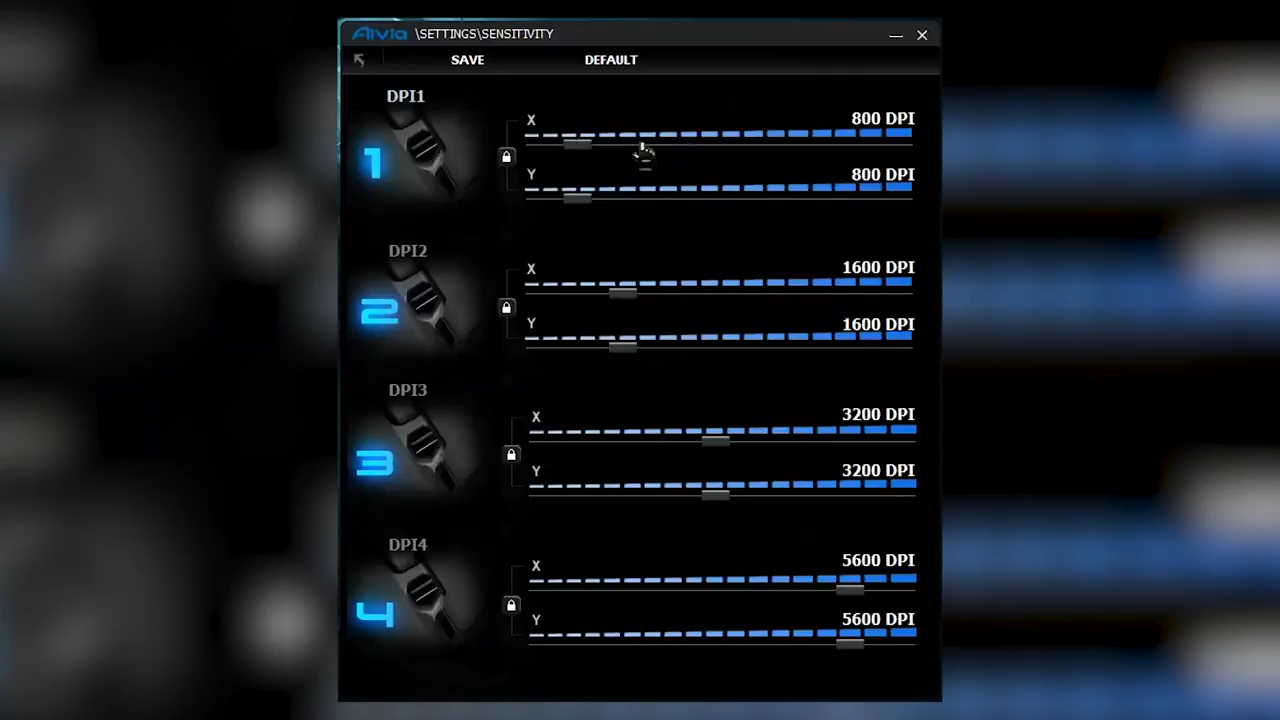 Aivia \SETTINGS\SENSITIVITY
SAVE DEFAULT
DPI1
1
X 800 DPI
Y 800 DPI
DPI2
2
X 1600 DPI
Y 1600 DPI
DPI3
3
X 3200 DPI
Y 3200 DPI
DPI4
4
X 5600 DPI
Y 5600 DPI